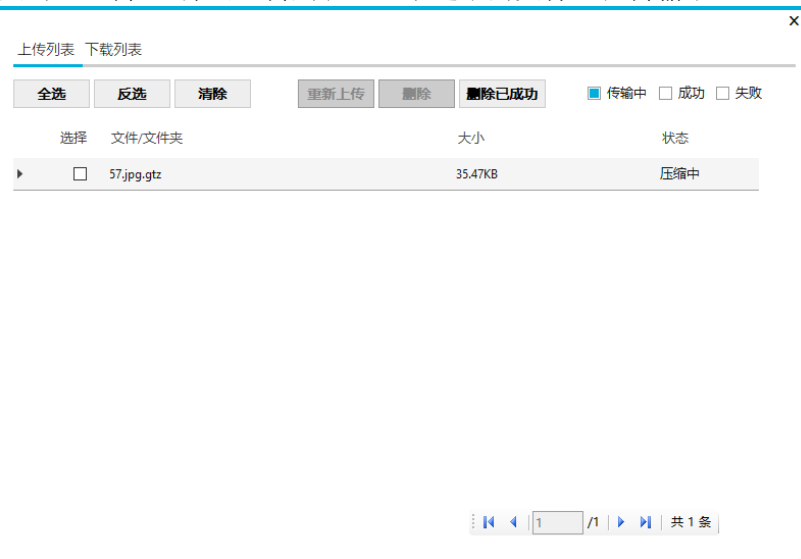 x
上传列表 下载列表
全选 反选 清除 重新上传 删除 删除已成功 传输中 成功 失败
选择 文件/文件夹 大小 状态
57.jpg.gtz 35.47KB 压缩中
1 /1 共 1 条